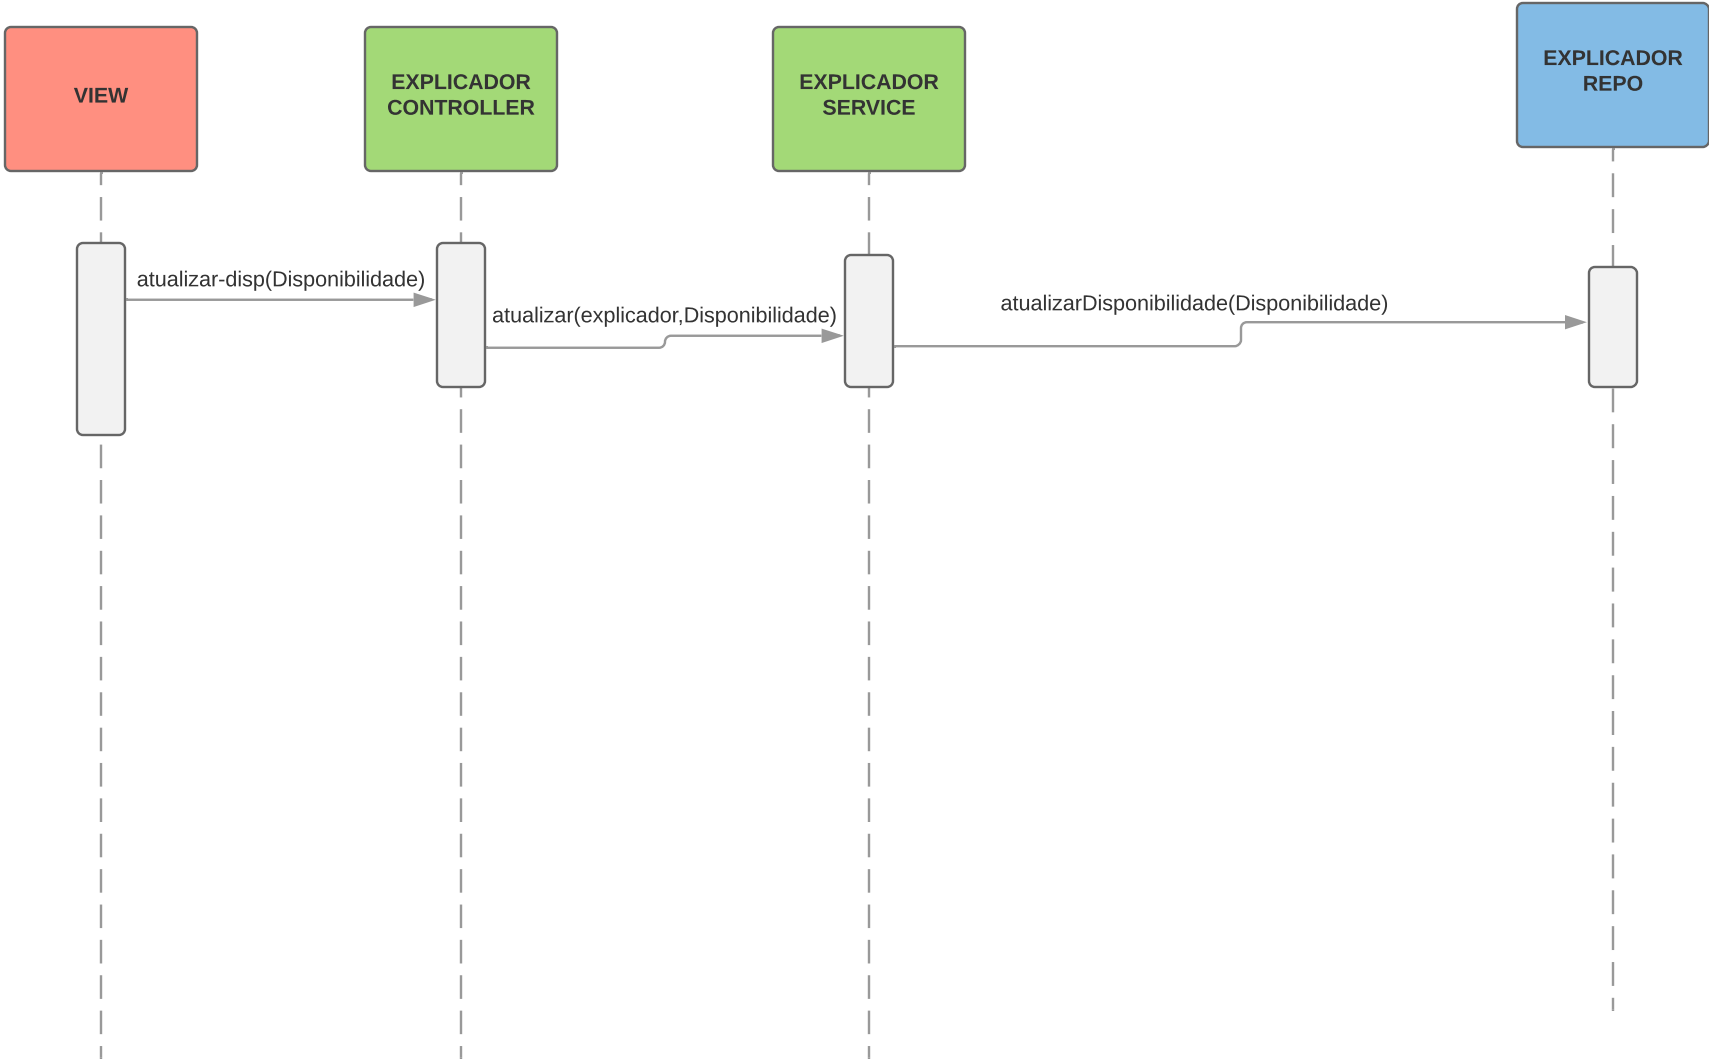 VIEW
EXPLICADOR
CONTROLLER
EXPLICADOR
SERVICE
EXPLICADOR
REPO
atualizar-disp(Disponibilidade)
atualizar(explicador,Disponibilidade)
atualizarDisponibilidade(Disponibilidade)